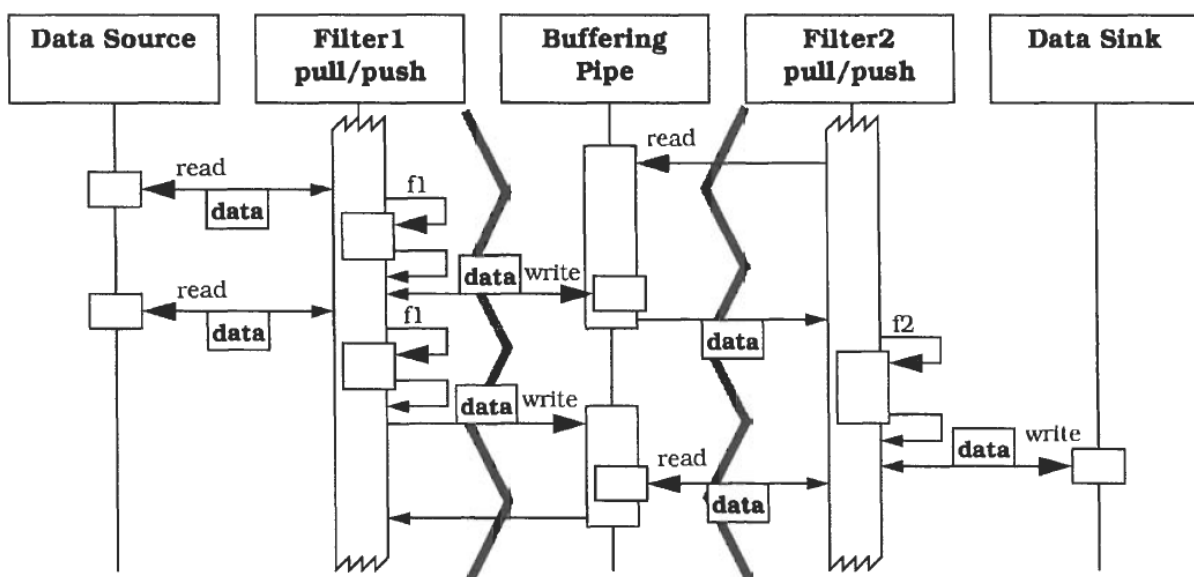 Data Source
Filter1
pull/push
Buffering
Pipe
Filter2
pull/push
Data Sink
read
read
data
f1
data
write
read
data
f1
data
f2
data
write
data
write
read
data